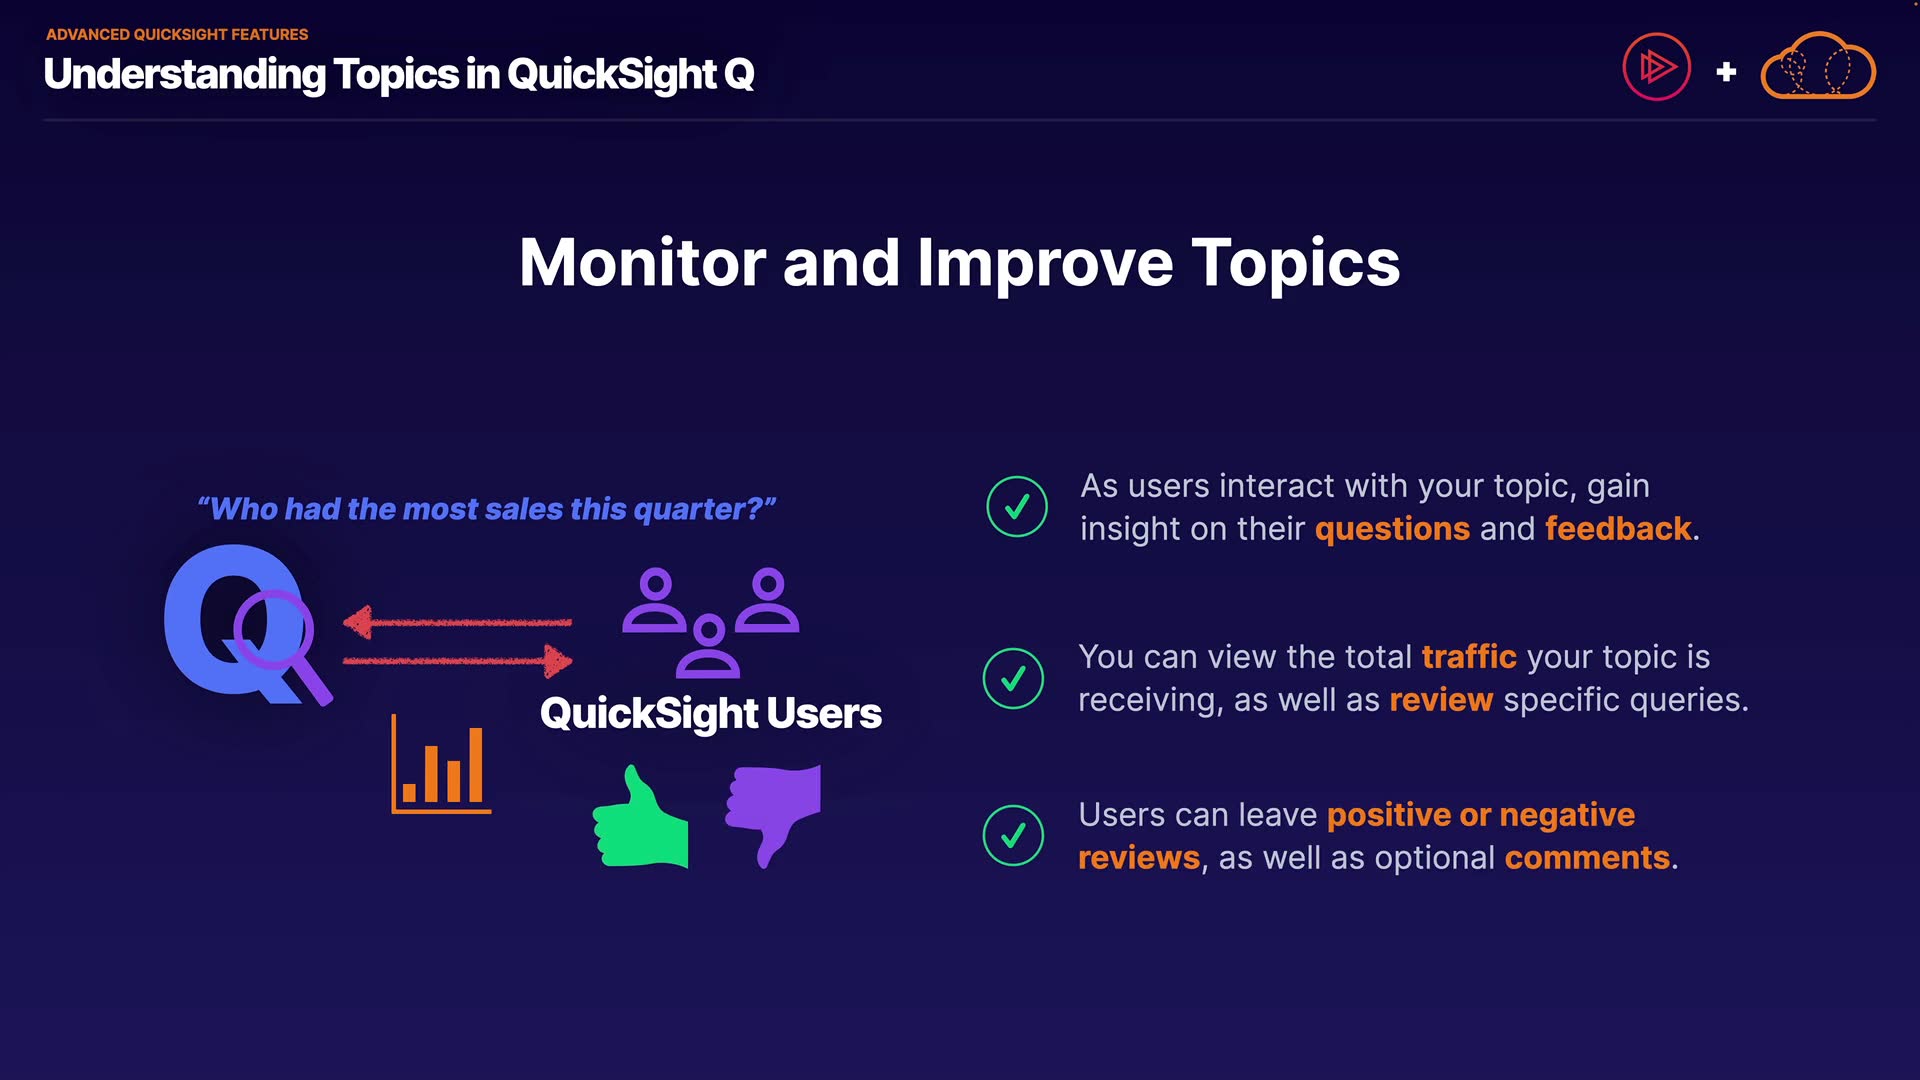 ADVANCED QUICKSIGHT FEATURES
Understanding Topics in QuickSight Q
Monitor and Improve Topics
“Who had the most sales this quarter?”
Q
QuickSight Users
As users interact with your topic, gain
insight on their questions and feedback.
You can view the total traffic your topic is
receiving, as well as review specific queries.
Users can leave positive or negative
reviews, as well as optional comments.